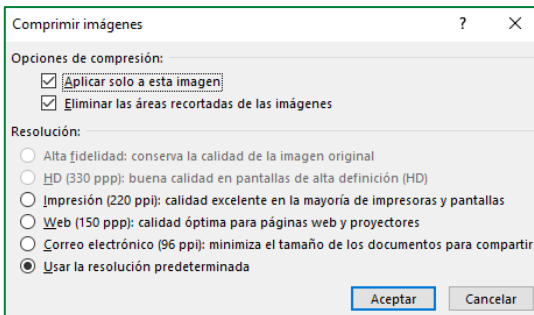 Comprimir imágenes ? ×
Opciones de compresión:
Aplicar solo a esta imagen
Eliminar las áreas recortadas de las imágenes
Resolución:
Alta fidelidad: conserva la calidad de la imagen original
HD (330 ppp): buena calidad en pantallas de alta definición (HD)
Impresión (220 ppi): calidad excelente en la mayoría de impresoras y pantallas
Web (150 ppp): calidad óptima para páginas web y proyectores
Correo electrónico (96 ppi): minimiza el tamaño de los documentos para compartir
Usar la resolución predeterminada
Aceptar Cancelar